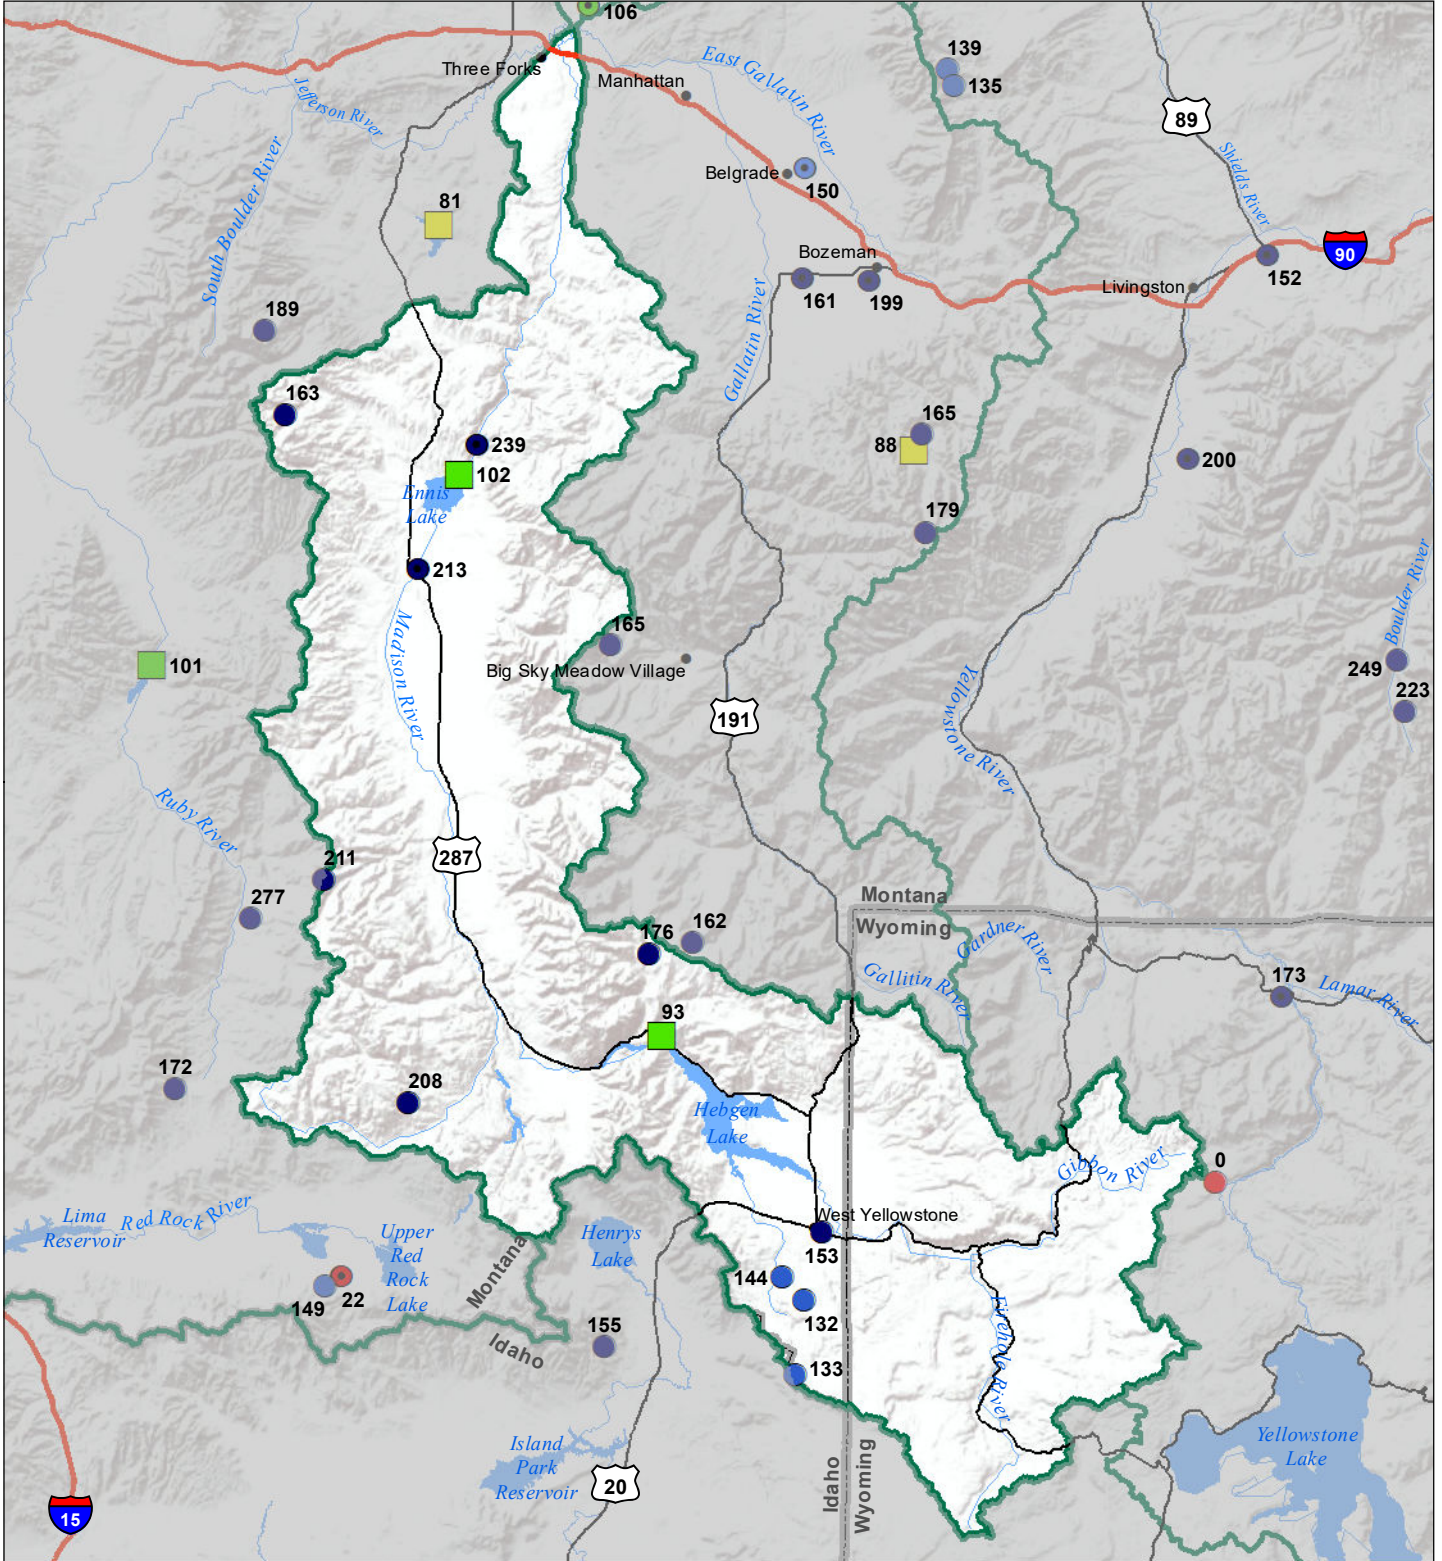 106
Three Forks
Manhattan
East Gallatin River
139
135
89
Jefferson River
South Boulder River
Belgrade
150
Shields River
81
Bozeman
161
199
90
Livingston
152
189
Gallatin River
163
239
102
Ennis
Lake
165
88
200
179
213
Madison River
165
Big Sky Meadow Village
101
Boulder River
249
223
191
Yellowstone River
Ruby River
287
211
277
Montana
Wyoming
176
162
Gardner River
Gallitin River
173
Lamar River
93
172
208
Hebgen
Lake
Gibbon River
0
Lima
Reservoir
Red Rock River
Upper
Red
Rock
Lake
Montana
Henrys
Lake
West Yellowstone
153
149
22
144
132
133
Firehole River
155
Idaho
Island
Park
Reservoir
20
Idaho
Wyoming
Yellowstone
Lake
15